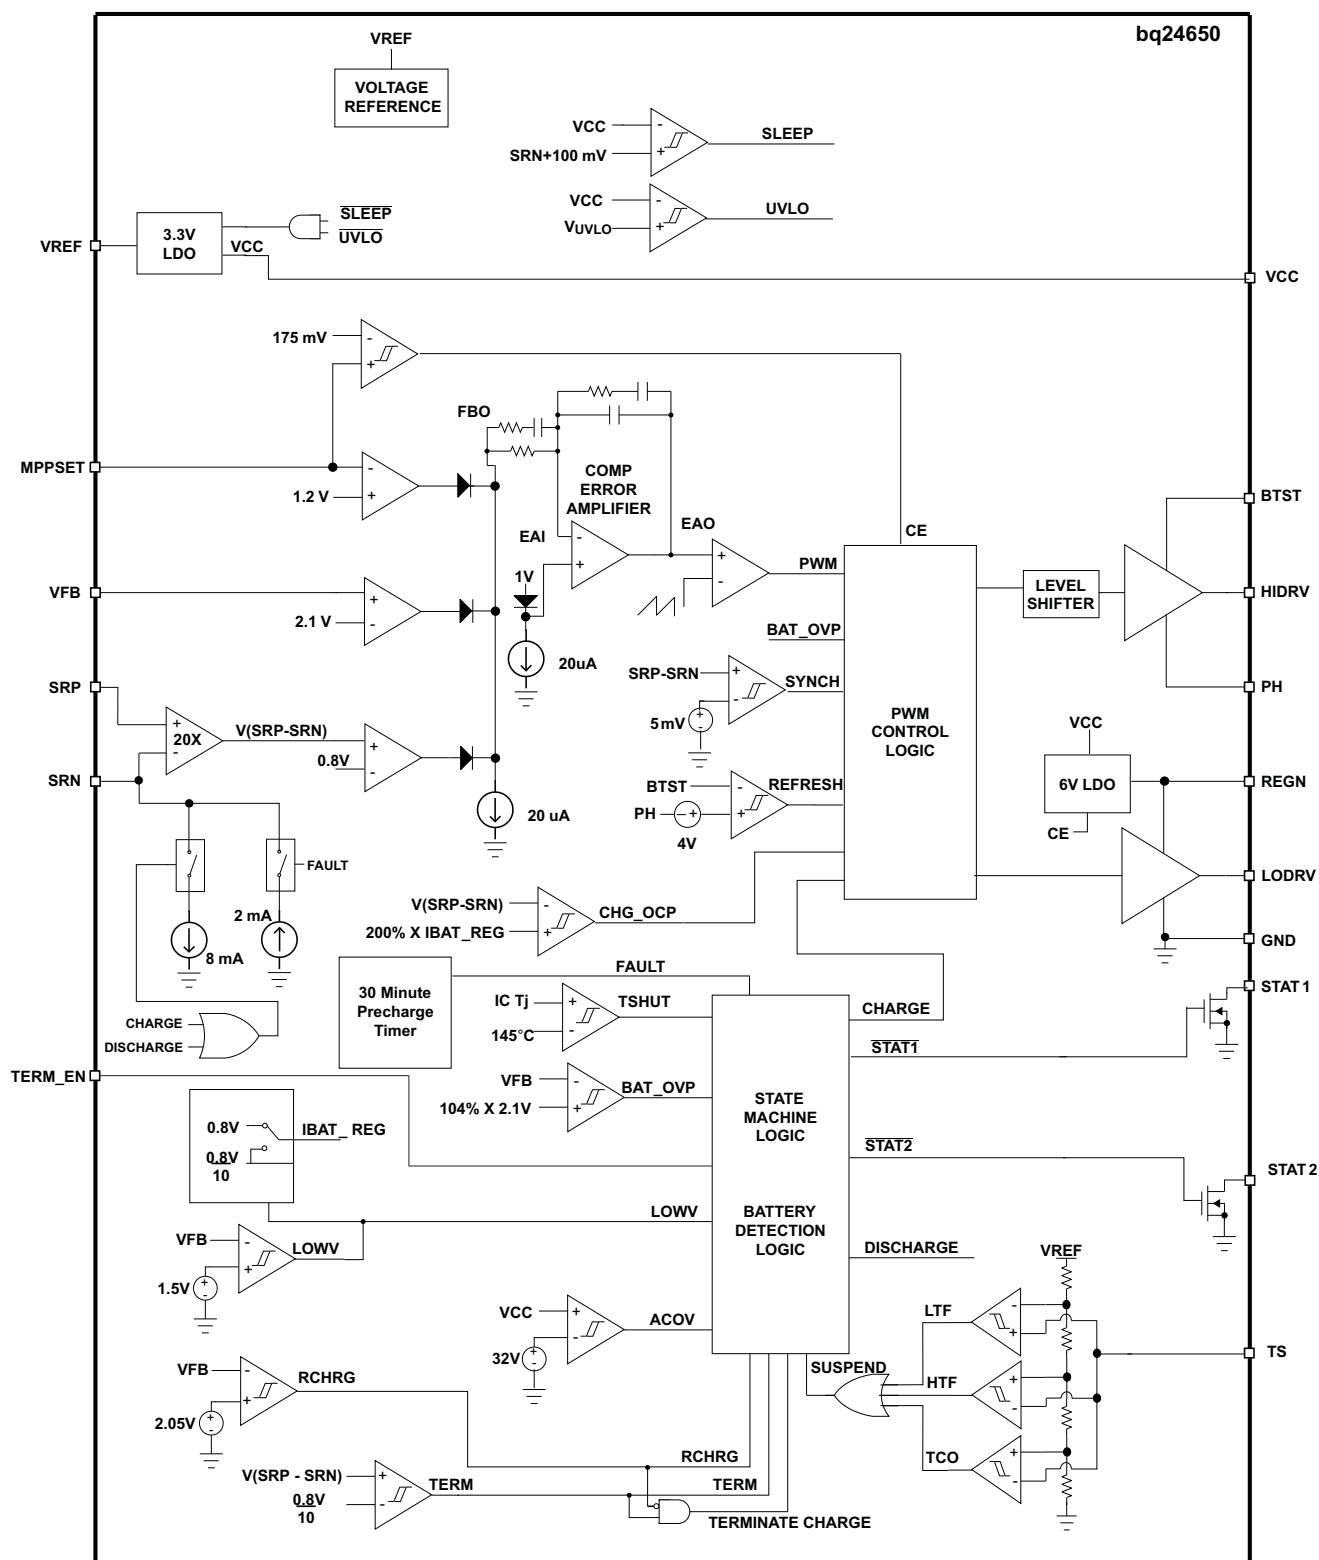 bq24650
VREF
VOLTAGE
REFERENCE
VCC
-
SRN+100 mV
+
SLEEP
VCC
-
VUVLO
+
UVLO
VREF
3.3V
LDO
SLEEP
UVLO
VCC
VCC
175 mV
-
+
FBO
MPPSET
-
1.2 V
+
COMP
ERROR
AMPLIFIER
EAI
-
+
EAO
+
-
PWM
CE
1V
20uA
VFB
+
2.1 V
-
BTST
LEVEL
SHIFTER
HIDRV
PH
BAT_OVP
SRP-SRN
+
-
SYNCH
5mV
+
-
PWM
CONTROL
LOGIC
SRP
+
20X
-
V(SRP-SRN)
+
0.8V
-
SRN
20 uA
BTST
-
REFRESH
PH
- +
+
4V
VCC
6V LDO
CE
REGN
LODRV
GND
FAULT
2 mA
8 mA
V(SRP-SRN)
-
200% X IBAT_REG
+
CHG_OCP
CHARGE
DISCHARGE
30 Minute
Precharge
Timer
FAULT
IC Tj
+
145°C
-
TSHUT
CHARGE
STAT1
STAT1
TERM_EN
VFB
-
104% X 2.1V
+
BAT_OVP
STATE
MACHINE
LOGIC
STAT2
STAT2
0.8V
IBAT_ REG
0.8V
10
LOWV
BATTERY
DETECTION
LOGIC
DISCHARGE
VFB
-
+
LOWV
1.5V
+
-
VCC
+
-
ACOV
32V
+
-
VREF
LTF
-
+
TS
SUSPEND
HTF
+
-
TCO
+
-
VFB
-
+
RCHRG
2.05V
+
-
RCHRG
V(SRP - SRN)
+
0.8V
10
-
TERM
TERM
TERMINATE CHARGE